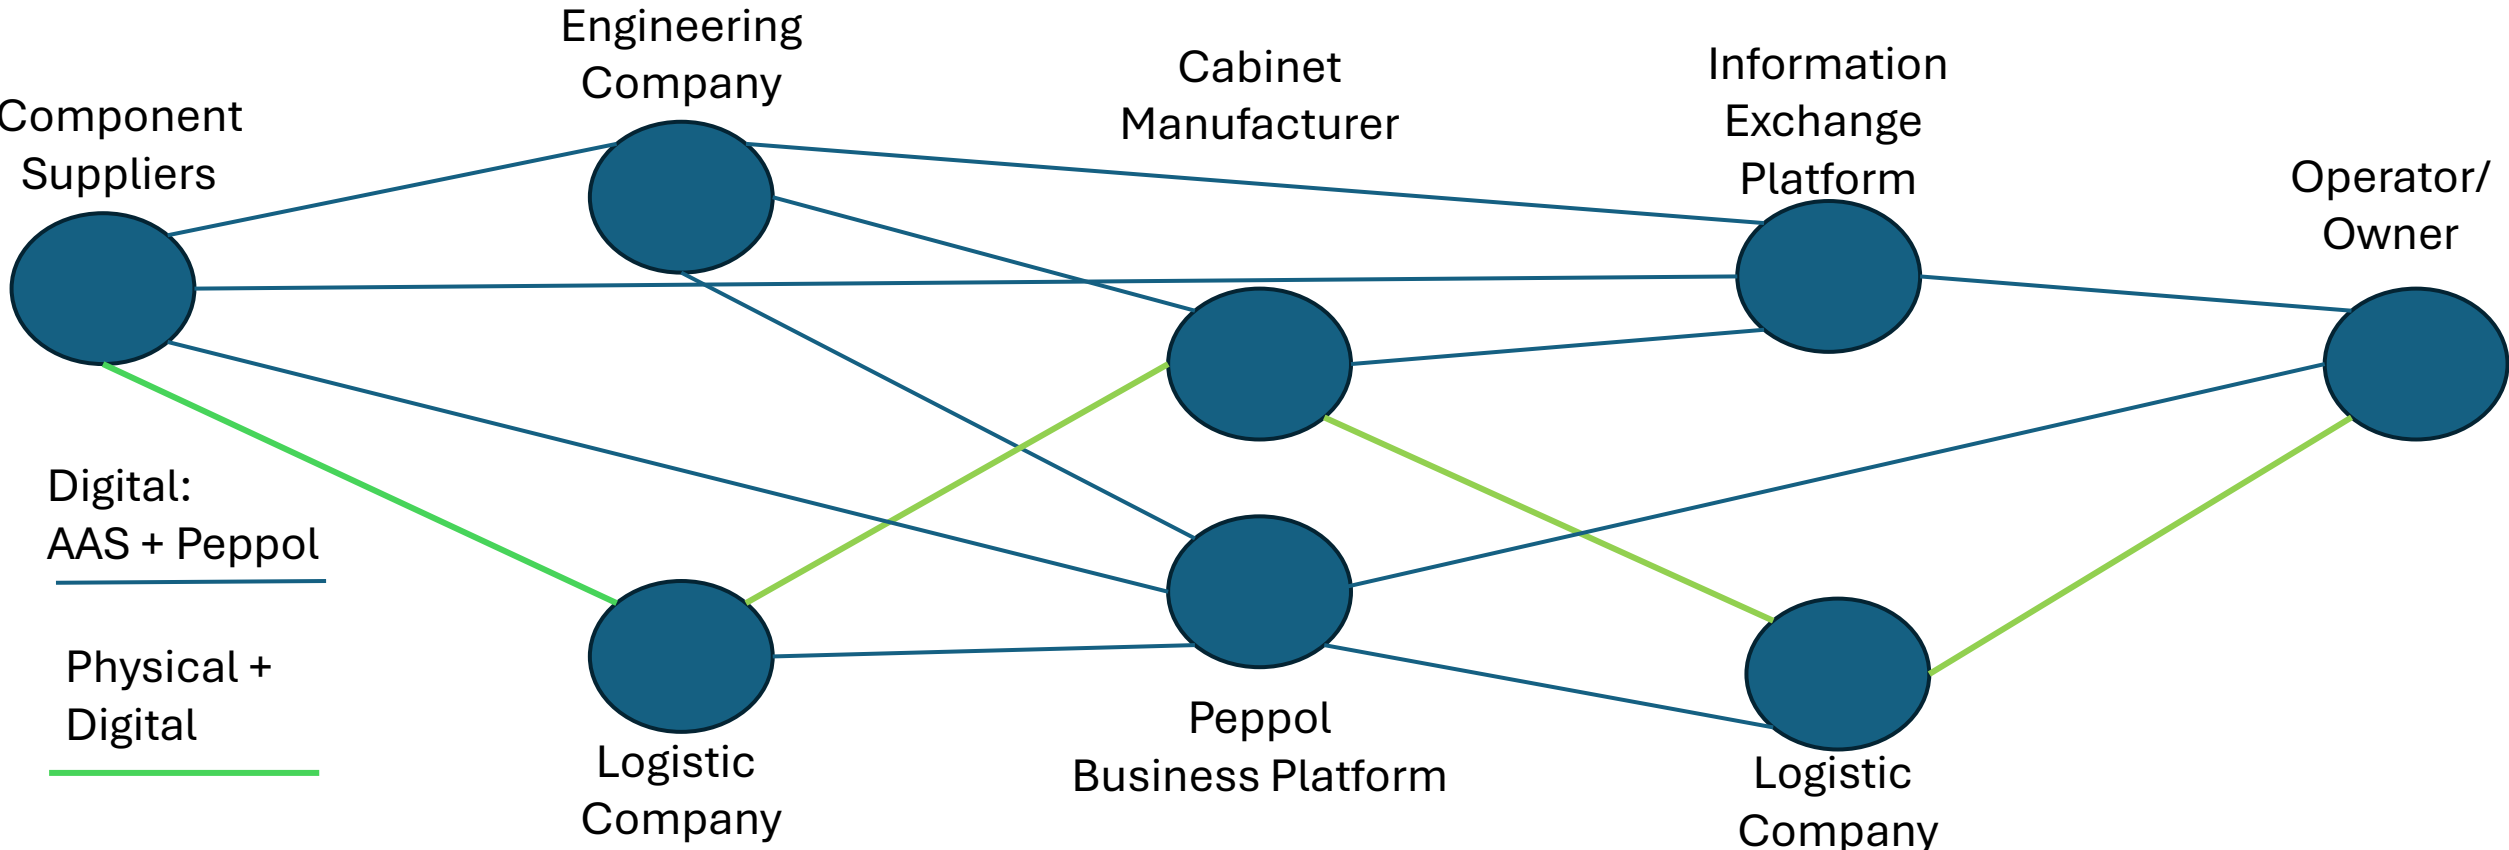 Engineering
Company
Cabinet
Manufacturer
Information
Exchange
Platform
Component
Suppliers
Operator/
Owner
Digital:
AAS + Peppol
Physical +
Digital
Logistic
Company
Peppol
Business Platform
Logistic
Company